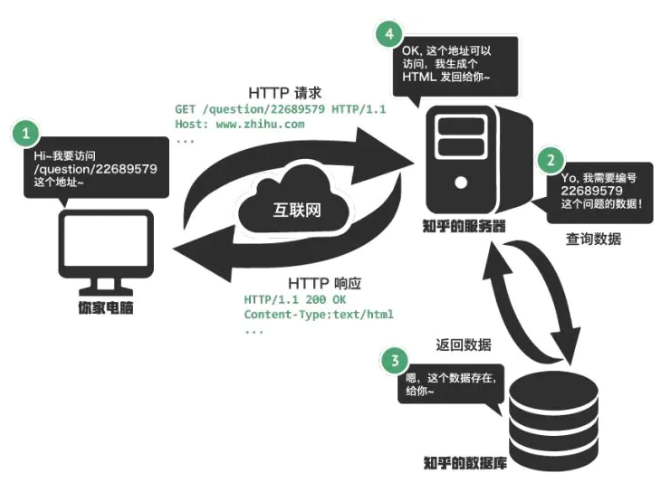 4
OK, 这个地址可以
访问，我生成个
HTML 发回给你~
HTTP 请求
GET /question/22689579 HTTP/1.1
Host: www.zhihu.com
...
1
Hi~我要访问
/question/22689579
这个地址~
互联网
2
Yo, 我需要编号
22689579
这个问题的数据！
知乎的服务器
查询数据
你家电脑
HTTP 响应
HTTP/1.1 200 OK
Content-Type:text/html
...
返回数据
3
嗯，这个数据存在，
给你~
知乎的数据库